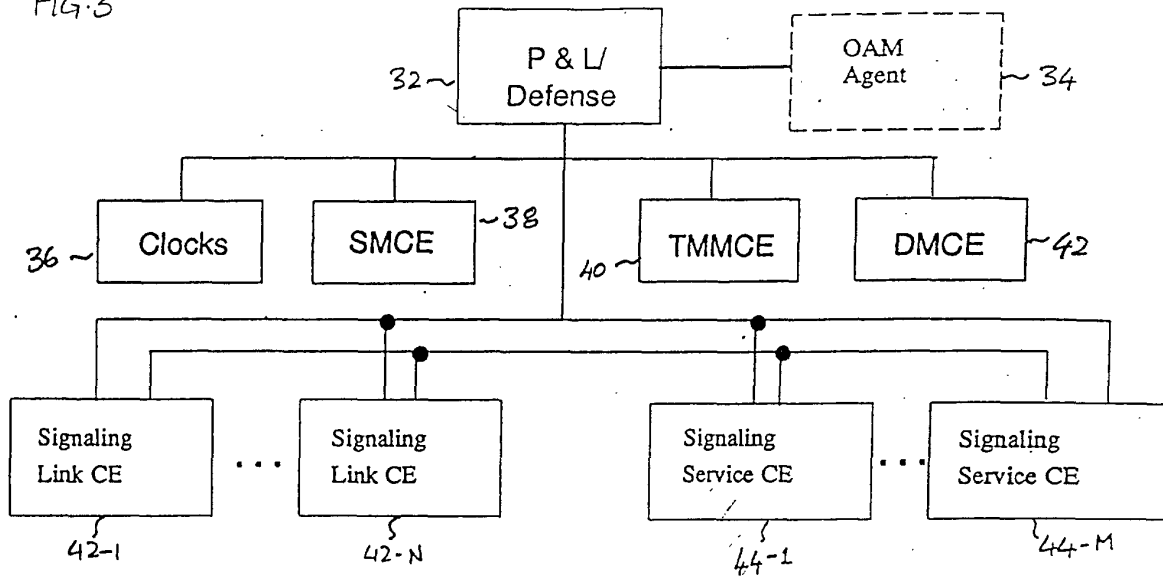 FIG.3
P & L/
Defense
32
OAM
Agent
34
Clocks
36
SMCE
38
TMMCE
40
DMCE
42
Signaling
Link CE
42-1
...
Signaling
Link CE
42-N
Signaling
Service CE
44-1
...
Signaling
Service CE
44-M